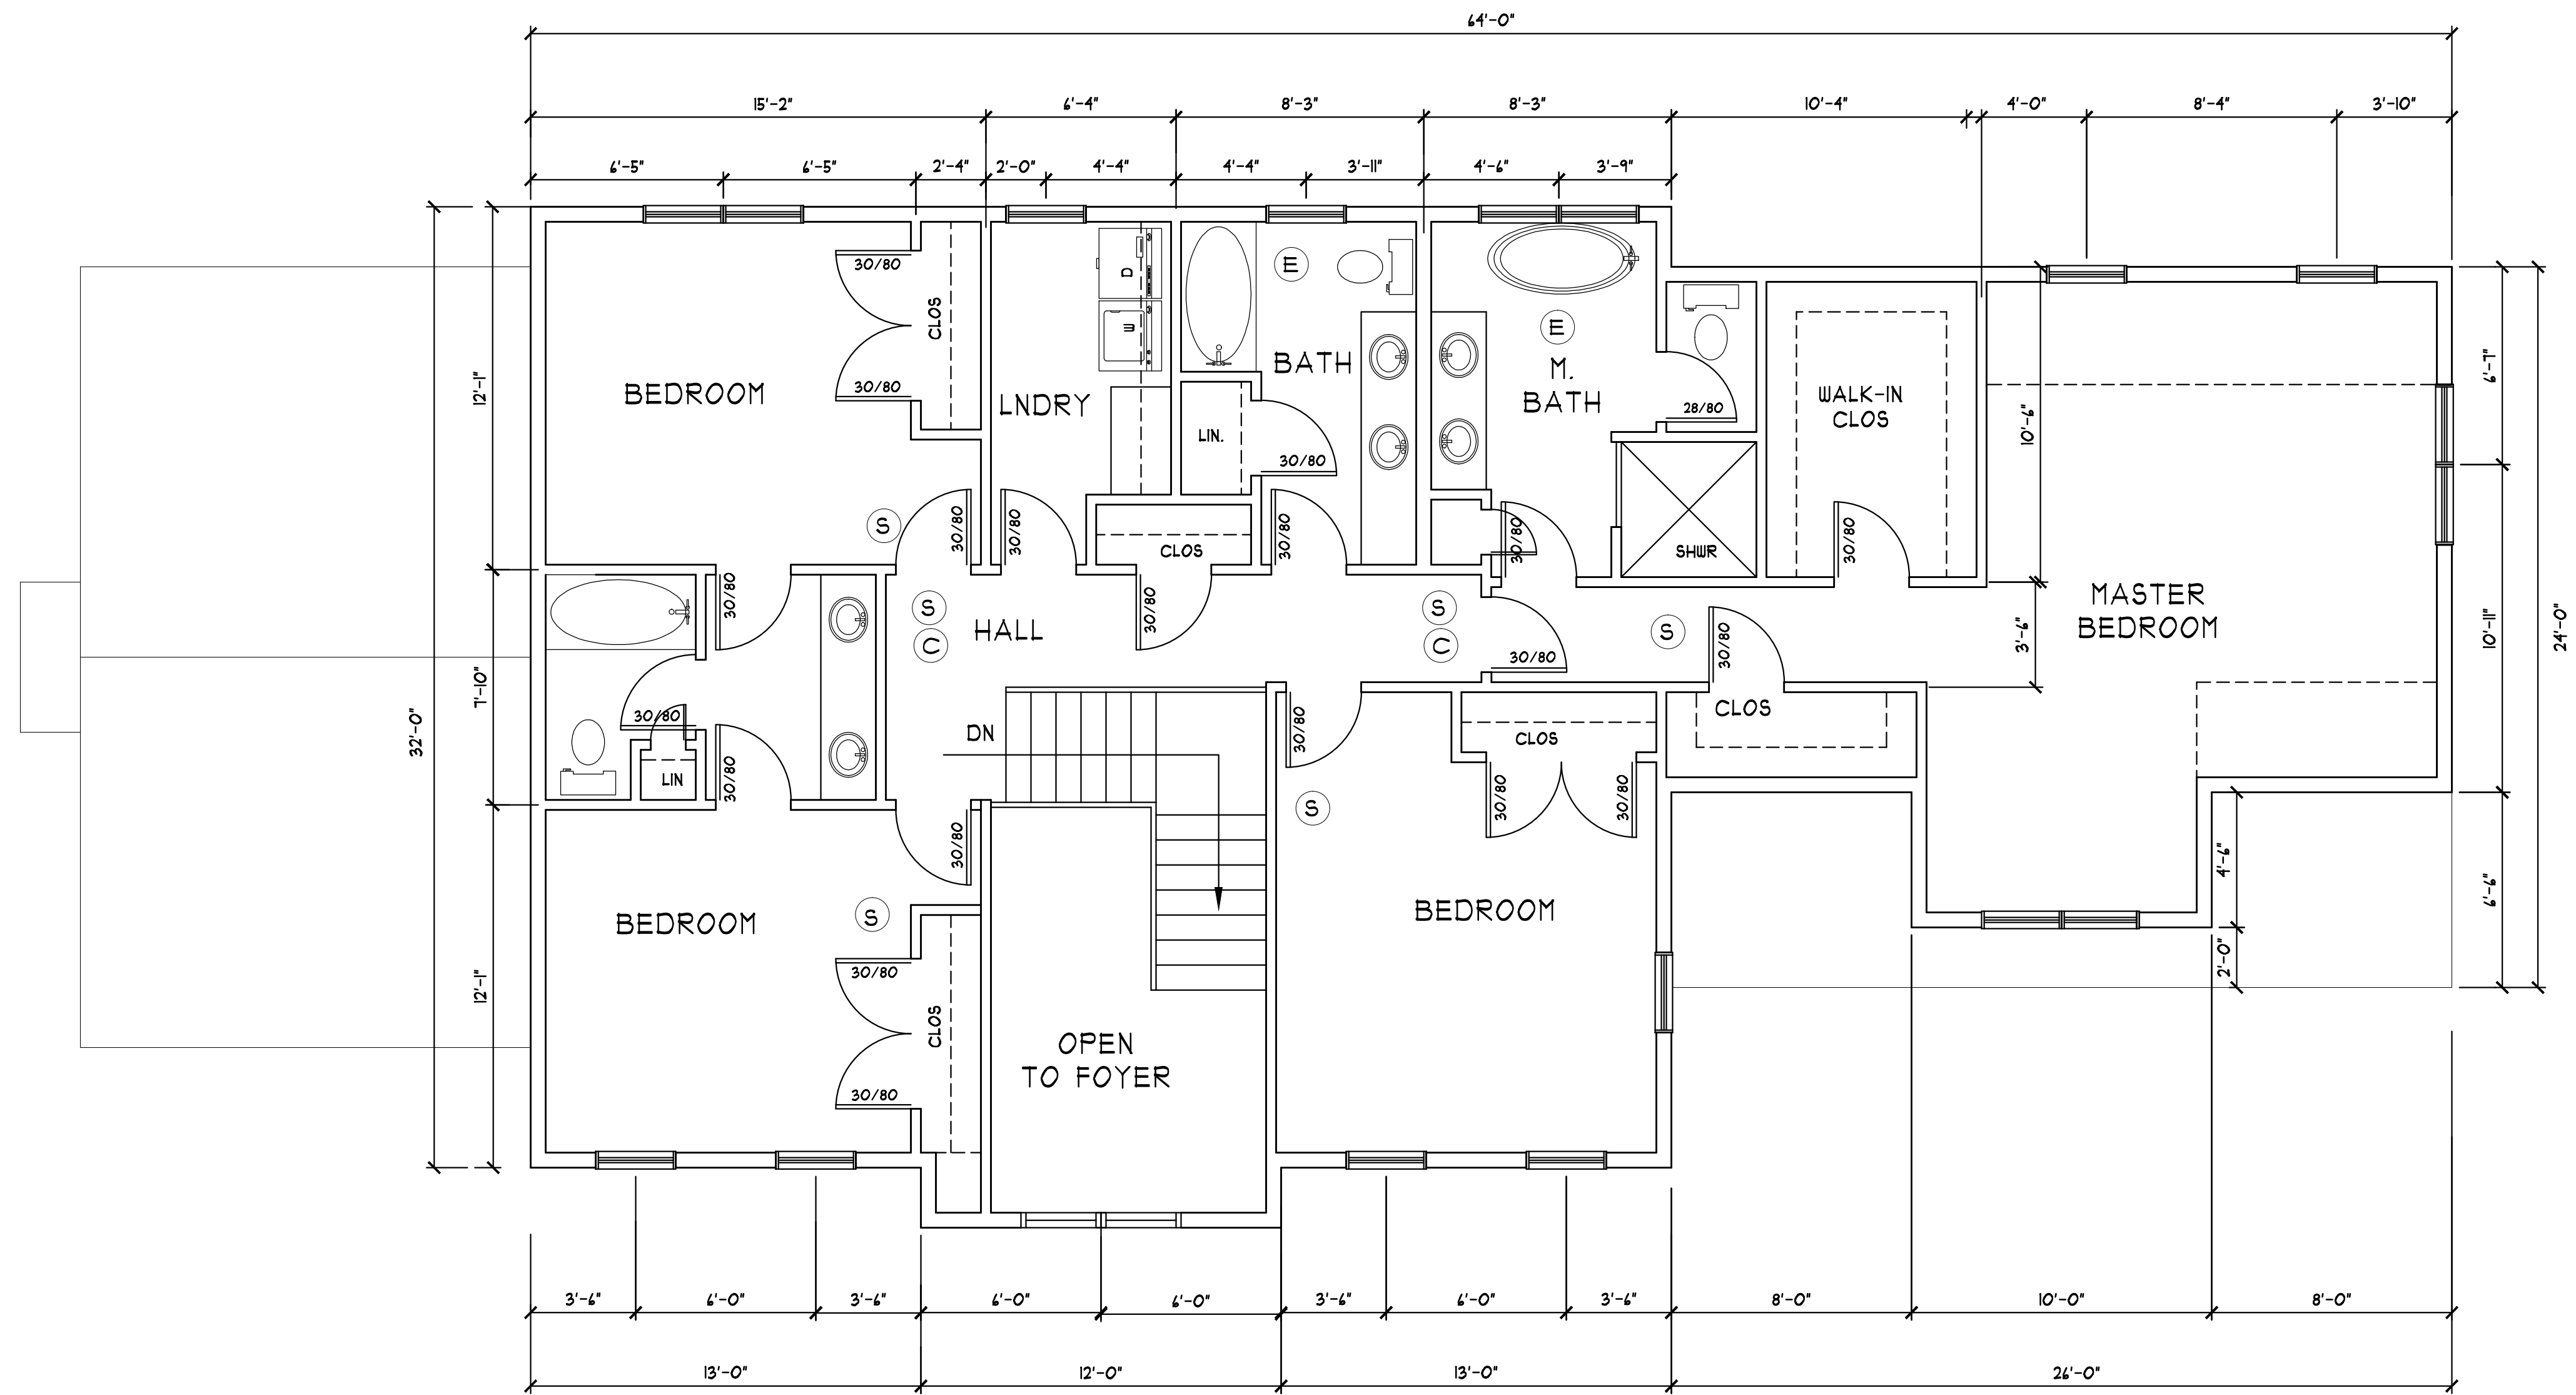 64'-0"
15'-2" 6'-4" 8'-3" 8'-3" 10'-4" 4'-0" 8'-4" 3'-10"
6'-5" 6'-5" 2'-4" 2'-0" 4'-4" 4'-4" 3'-11" 4'-6" 3'-9"
30/80
CLOS
30/80
BEDROOM
S
30/80
D
W
LNDRY
30/80
E
BATH
LIN.
30/80
CLOS
30/80
30/80
E
M.
BATH
28/80
30/80
SHWR
WALK-IN
CLOS
30/80
10'-6"
3'-6"
MASTER
BEDROOM
12'-1"
7'-10"
12'-1"
32'-0"
6'-7"
10'-11"
6'-6"
24'-0"
30/80
30/80
LIN
30/80
S
C
HALL
S
C
30/80
S
30/80
CLOS
DN
30/80
CLOS
30/80
30/80
S
BEDROOM
30/80
BEDROOM
S
30/80
CLOS
30/80
OPEN
TO FOYER
4'-6"
2'-0"
3'-6" 6'-0" 3'-6" 6'-0" 6'-0" 3'-6" 6'-0" 3'-6" 8'-0" 10'-0" 8'-0"
13'-0" 12'-0" 13'-0" 26'-0"